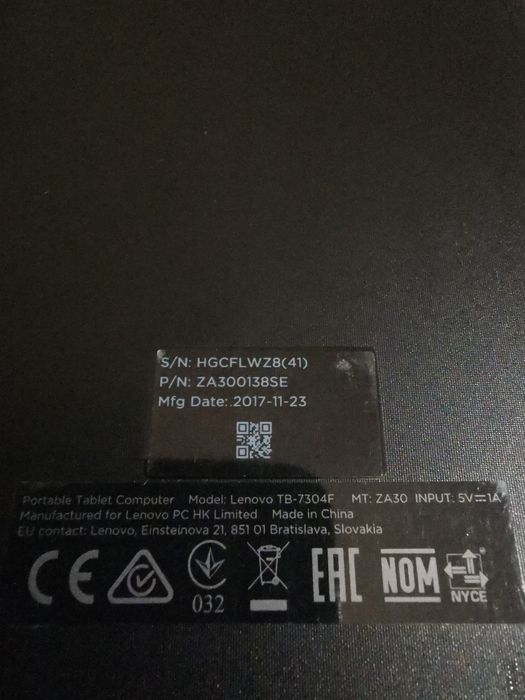 S/N: HGCFLWZ8(41)
P/N: ZA300138SE
Mfg Date:.2017-11-23
Portable Tablet Computer Model: Lenovo TB-7304F MT: ZA30 INPUT: 5V⎓1A
Manufactured for Lenovo PC HK Limited Made in China
EU contact: Lenovo, Einsteinova 21, 851 01 Bratislava, Slovakia
CE 032 EAC NOM NYCE